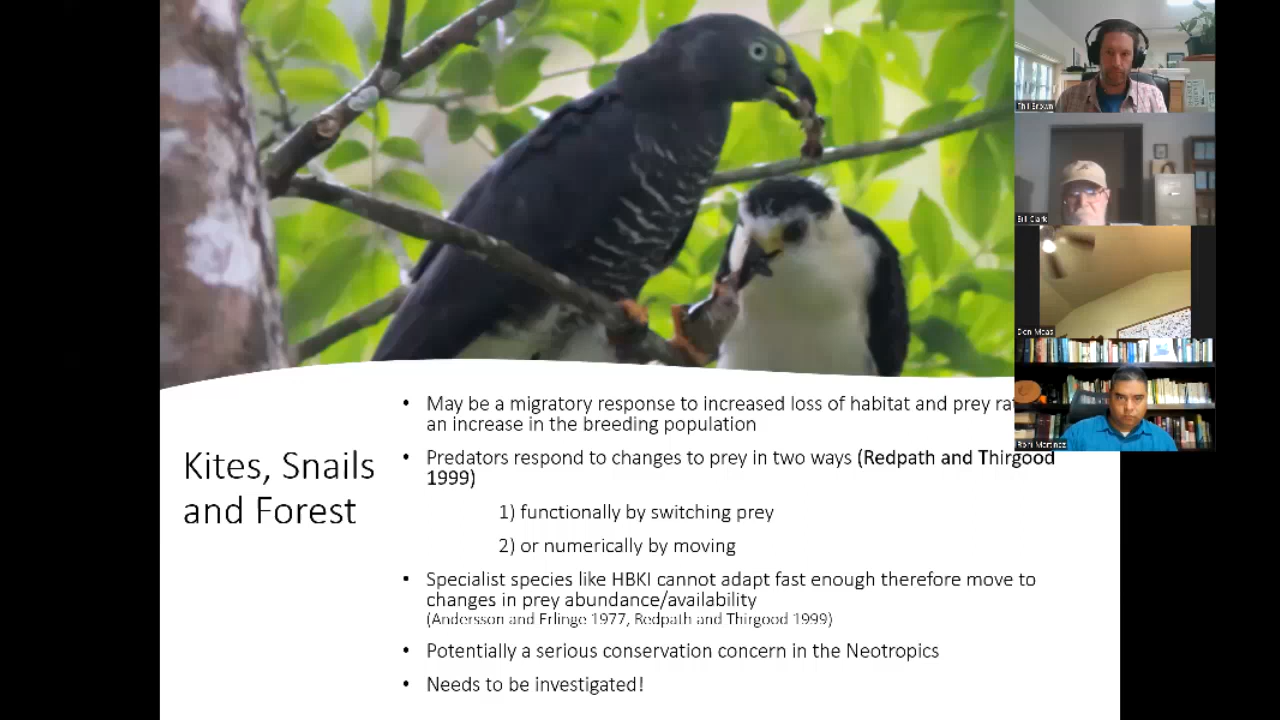 Phil Brown
Bill Clark
Don Maas
Roni Martinez
Kites, Snails
and Forest
• May be a migratory response to increased loss of habitat and prey
an increase in the breeding population
• Predators respond to changes to prey in two ways (Redpath and Thirgood
1999)
1) functionally by switching prey
2) or numerically by moving
• Specialist species like HBKI cannot adapt fast enough therefore move to
changes in prey abundance/availability
(Andersson and Erlinge 1977, Redpath and Thirgood 1999)
• Potentially a serious conservation concern in the Neotropics
• Needs to be investigated!